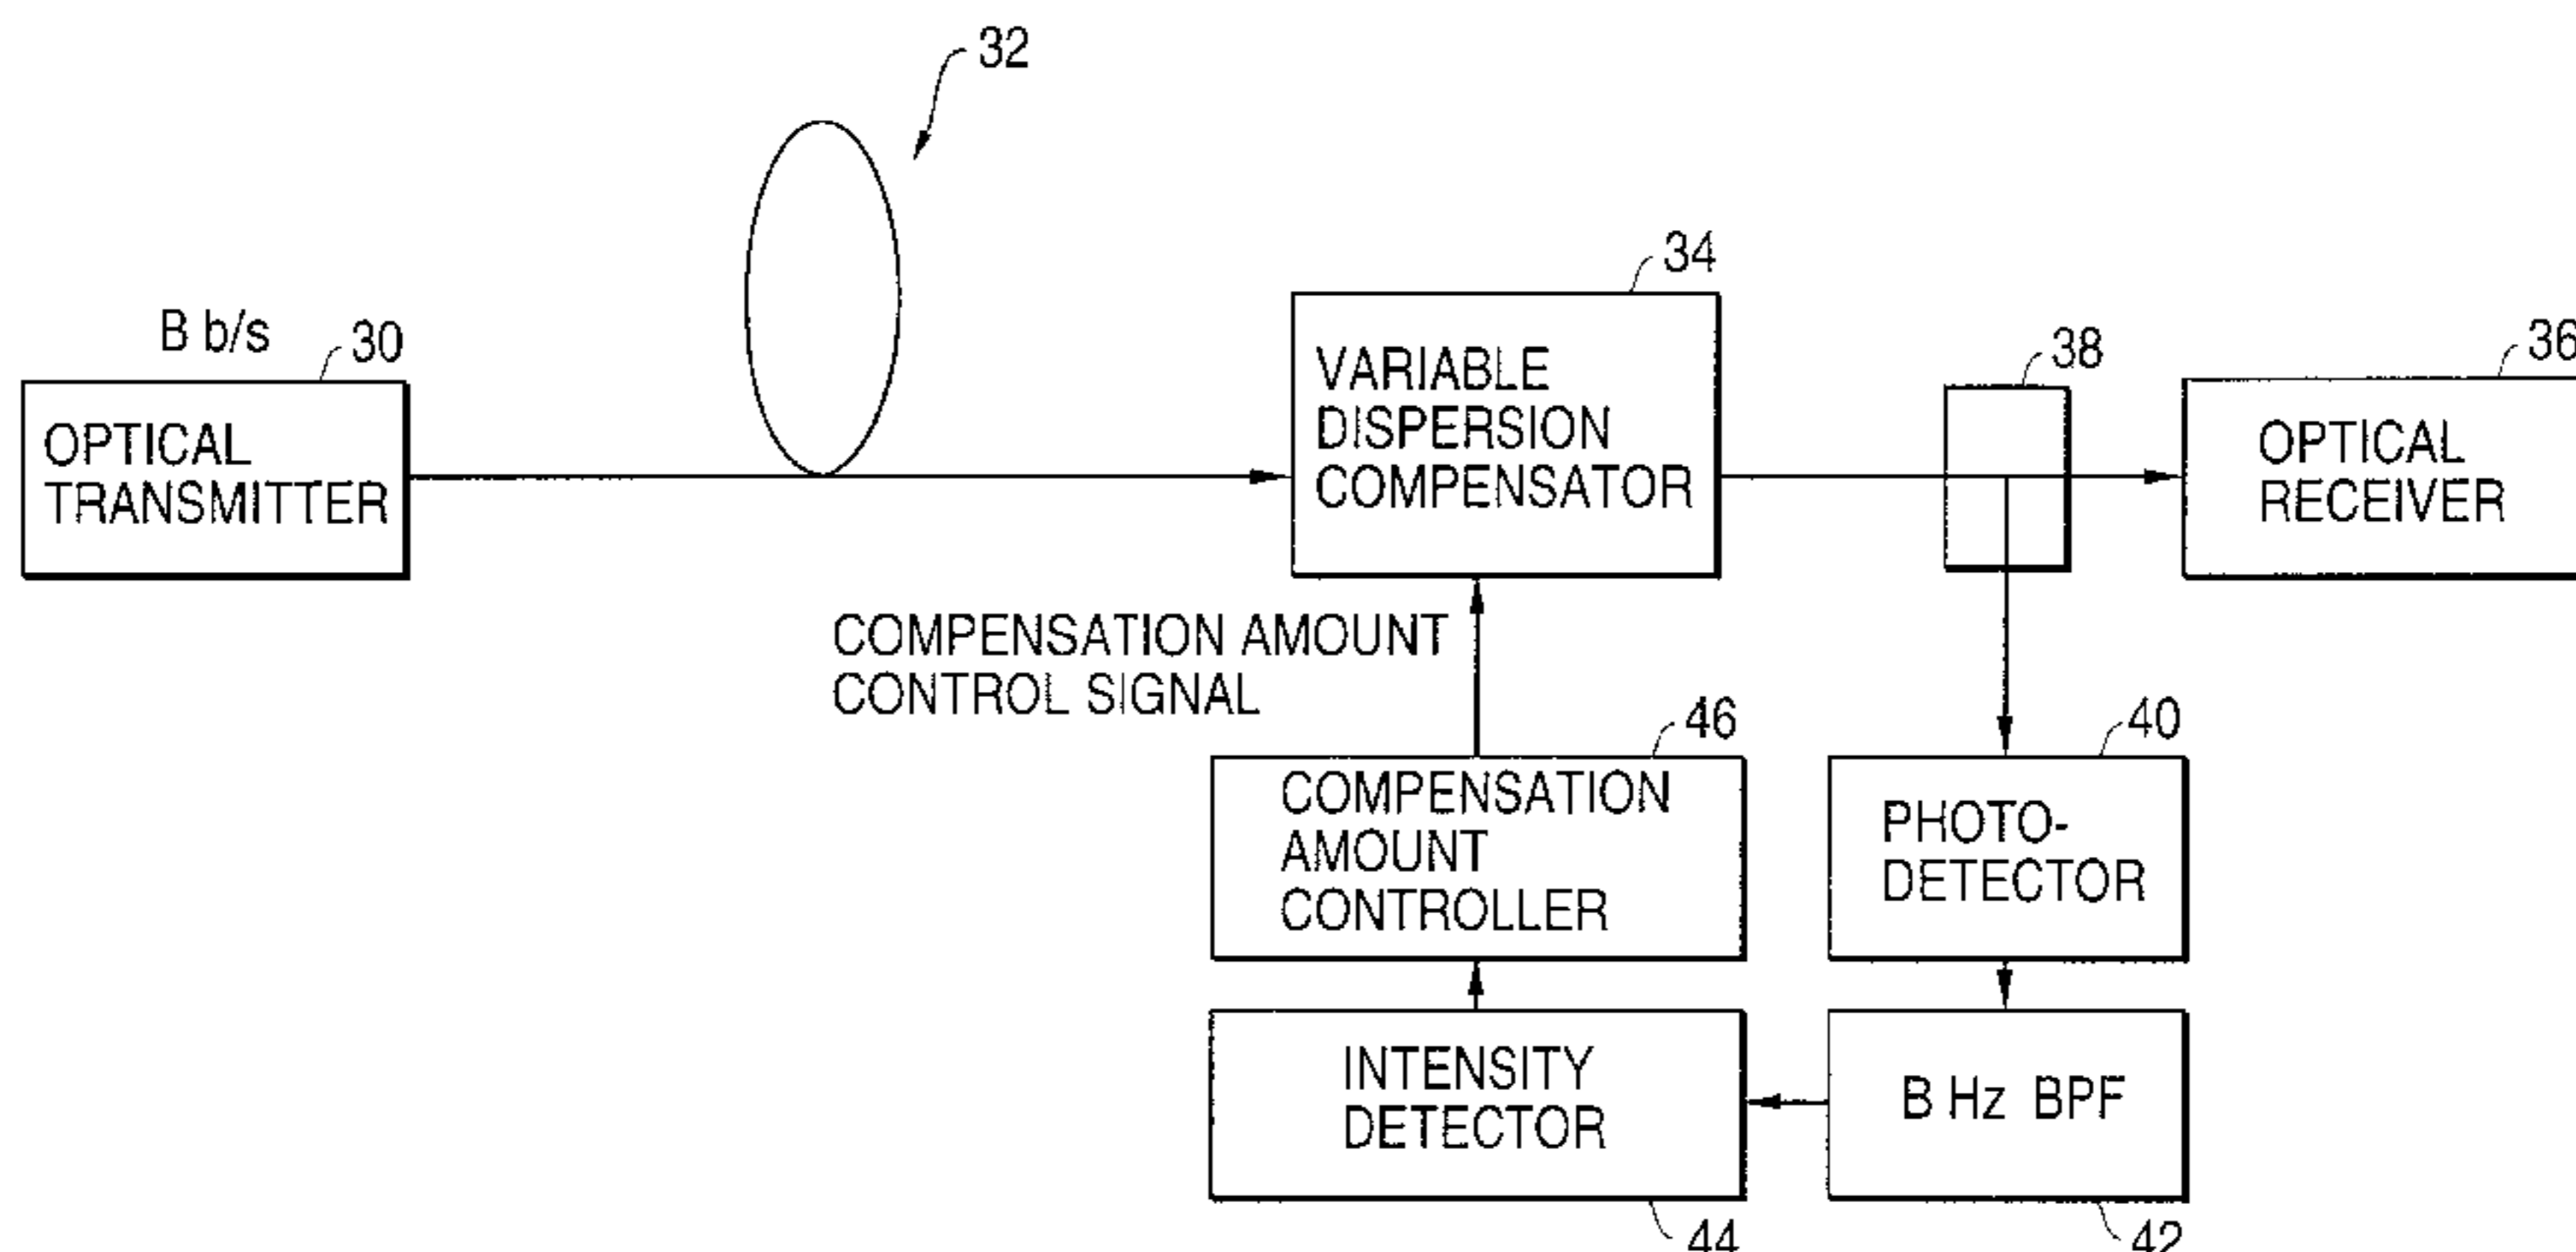 32
34
B b/s
30
38
36
OPTICAL
TRANSMITTER
VARIABLE
DISPERSION
COMPENSATOR
OPTICAL
RECEIVER
COMPENSATION AMOUNT
CONTROL SIGNAL
46
40
COMPENSATION
AMOUNT
CONTROLLER
PHOTO-
DETECTOR
INTENSITY
DETECTOR
B Hz BPF
44
42